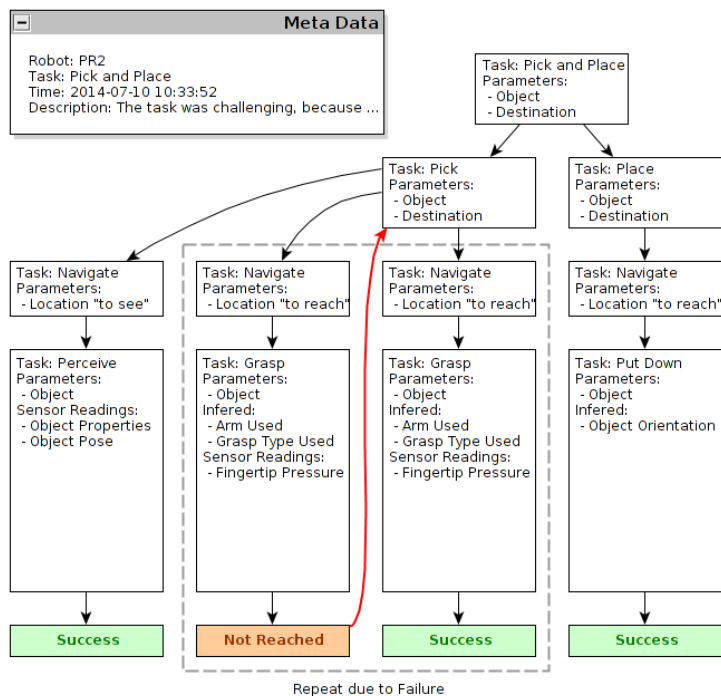 Meta Data
Robot: PR2
Task: Pick and Place
Time: 2014-07-10 10:33:52
Description: The task was challenging, because ...
Task: Pick and Place
Parameters:
- Object
- Destination
Task: Pick
Parameters:
- Object
- Destination
Task: Place
Parameters:
- Object
- Destination
Task: Navigate
Parameters:
- Location "to see"
Task: Navigate
Parameters:
- Location "to reach"
Task: Navigate
Parameters:
- Location "to reach"
Task: Navigate
Parameters:
- Location "to reach"
Task: Perceive
Parameters:
- Object
Sensor Readings:
- Object Properties
- Object Pose
Task: Grasp
Parameters:
- Object
Infered:
- Arm Used
- Grasp Type Used
Sensor Readings:
- Fingertip Pressure
Task: Grasp
Parameters:
- Object
Infered:
- Arm Used
- Grasp Type Used
Sensor Readings:
- Fingertip Pressure
Task: Put Down
Parameters:
- Object
Infered:
- Object Orientation
Success
Not Reached
Success
Success
Repeat due to Failure